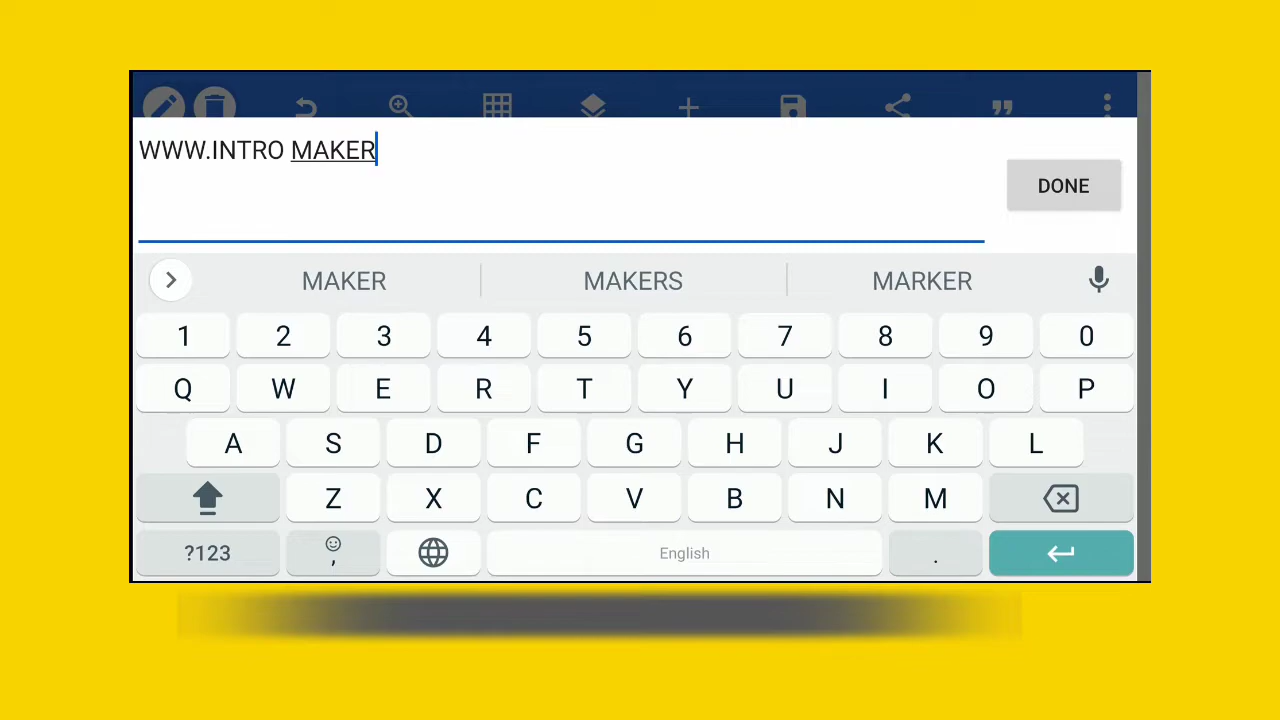 WWW.INTRO MAKER
DONE
MAKER MAKERS MARKER
1 2 3 4 5 6 7 8 9 0
Q W E R T Y U I O P
A S D F G H J K L
Z X C V B N M
?123 , English .